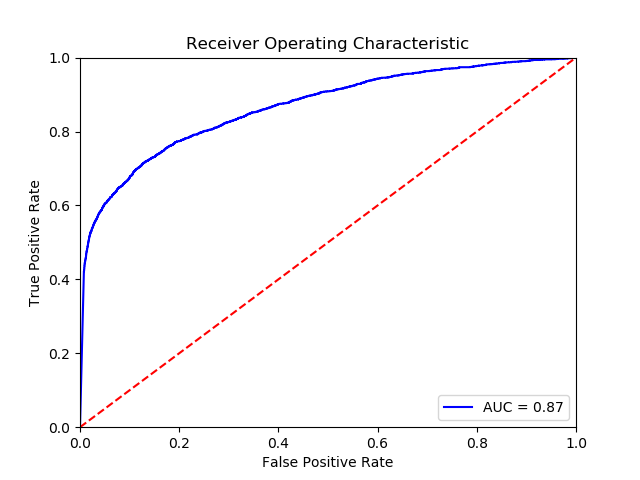 Receiver Operating Characteristic
True Positive Rate
1.0
0.8
0.6
0.4
0.2
0.0
AUC = 0.87
0.0 0.2 0.4 0.6 0.8 1.0
False Positive Rate